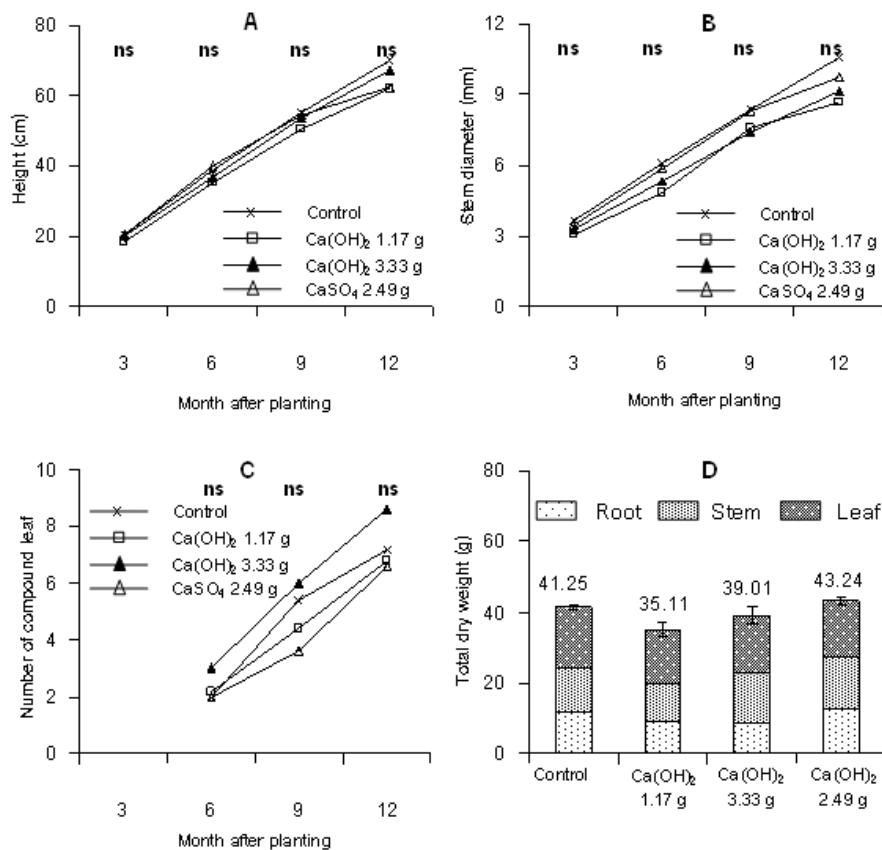 A
80
60
40
20
0
Height (cm)
ns ns ns ns
Control
Ca(OH)₂ 1.17 g
Ca(OH)₂ 3.33 g
CaSO₄ 2.49 g
3 6 9 12
Month after planting
B
12
9
6
3
0
Stem diameter (mm)
ns ns ns ns
Control
Ca(OH)₂ 1.17 g
Ca(OH)₂ 3.33 g
CaSO₄ 2.49 g
3 6 9 12
Month after planting
C
10
8
6
4
2
0
Number of compound leaf
ns ns ns
Control
Ca(OH)₂ 1.17 g
Ca(OH)₂ 3.33 g
CaSO₄ 2.49 g
3 6 9 12
Month after planting
D
80
60
40
20
0
Total dry weight (g)
Root Stem Leaf
41.25 35.11 39.01 43.24
Control Ca(OH)₂ Ca(OH)₂ Ca(OH)₂
1.17 g 3.33 g 2.49 g